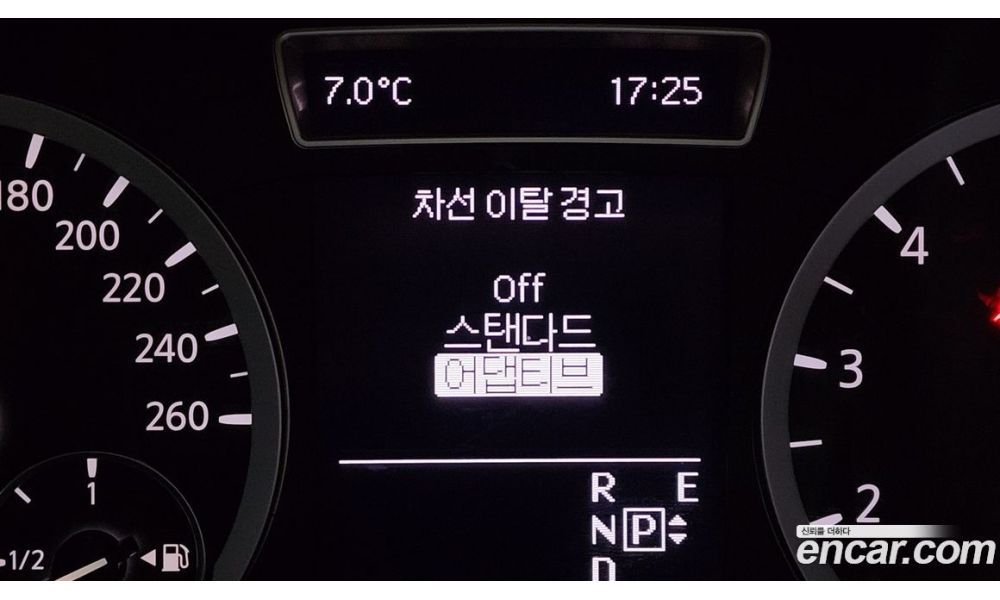 7.0°C 17:25
차선 이탈 경고
Off
스탠다드
어댑티브
R E
N P
D
180
200
220
240
260
1
1/2
4
3
2
신뢰를 더하다
encar.com